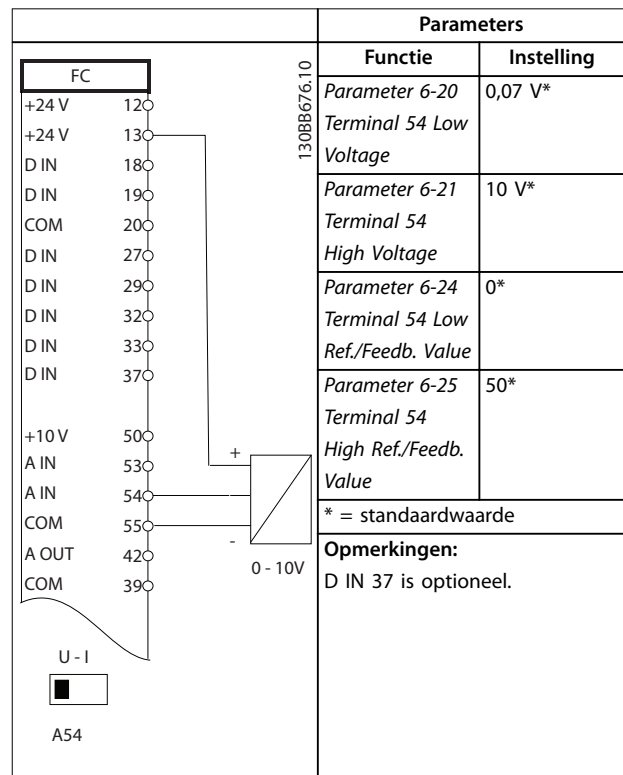 Parameters
Functie Instelling
Parameter 6-20 0,07 V*
Terminal 54 Low
Voltage
Parameter 6-21 10 V*
Terminal 54
High Voltage
Parameter 6-24 0*
Terminal 54 Low
Ref./Feedb. Value
Parameter 6-25 50*
Terminal 54
High Ref./Feedb.
Value
* = standaardwaarde
Opmerkingen:
D IN 37 is optioneel.
130BB676.10
FC
+24 V 12
+24 V 13
D IN 18
D IN 19
COM 20
D IN 27
D IN 29
D IN 32
D IN 33
D IN 37
+10 V 50
A IN 53
A IN 54
COM 55
A OUT 42
COM 39
+
-
0 - 10V
U - I
A54